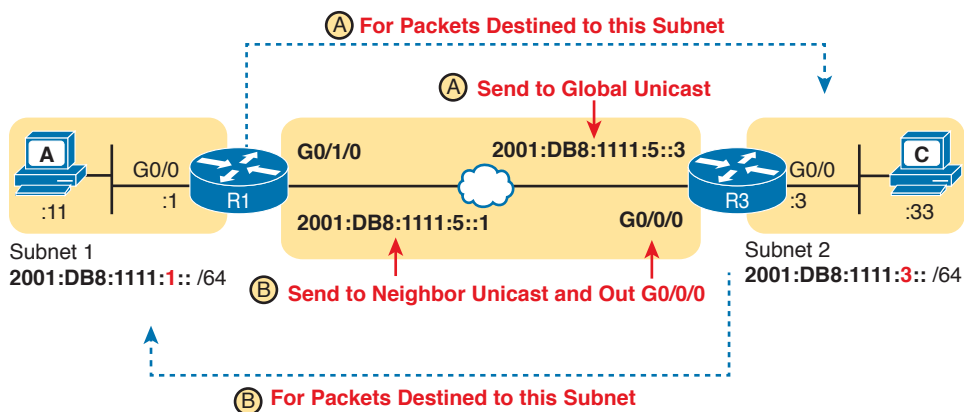 A For Packets Destined to this Subnet
A Send to Global Unicast
A
G0/0
:11
:1
R1
G0/1/0
2001:DB8:1111:5::3
2001:DB8:1111:5::1
G0/0/0
R3
G0/0
:3
C
:33
Subnet 1
2001:DB8:1111:1:: /64
Subnet 2
2001:DB8:1111:3:: /64
B Send to Neighbor Unicast and Out G0/0/0
B For Packets Destined to this Subnet